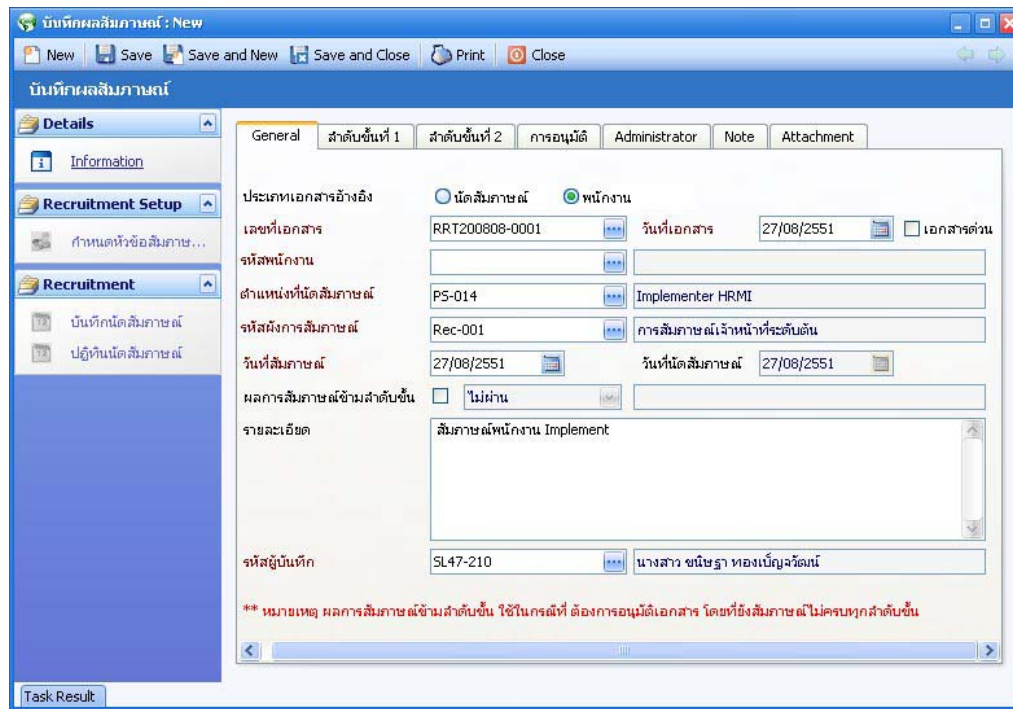 บันทึกผลสัมภาษณ์ : New
New Save Save and New Save and Close Print Close
บันทึกผลสัมภาษณ์
Details
Information
Recruitment Setup
กำหนดหัวข้อสัมภาษ...
Recruitment
บันทึกนัดสัมภาษณ์
ปฏิทินนัดสัมภาษณ์
General ลำดับขั้นที่ 1 ลำดับขั้นที่ 2 การอนุมัติ Administrator Note Attachment
ประเภทเอกสารอ้างอิง นัดสัมภาษณ์ พนักงาน
เลขที่เอกสาร RRT200808-0001 วันที่เอกสาร 27/08/2551 เอกสารด่วน
รหัสพนักงาน
ตำแหน่งที่นัดสัมภาษณ์ PS-014 Implementer HRMI
รหัสผังการสัมภาษณ์ Rec-001 การสัมภาษณ์เจ้าหน้าที่ระดับต้น
วันที่สัมภาษณ์ 27/08/2551 วันที่นัดสัมภาษณ์ 27/08/2551
ผลการสัมภาษณ์ข้ามลำดับขั้น ไม่ผ่าน
รายละเอียด สัมภาษณ์พนักงาน Implement
รหัสผู้บันทึก SL47-210 นางสาว ขนิษฐา ทองเบ็ญจวัฒน์
** หมายเหตุ ผลการสัมภาษณ์ข้ามลำดับขั้น ใช้ในกรณีที่ ต้องการอนุมัติเอกสาร โดยที่ยังสัมภาษณ์ไม่ครบทุกลำดับขั้น
Task Result